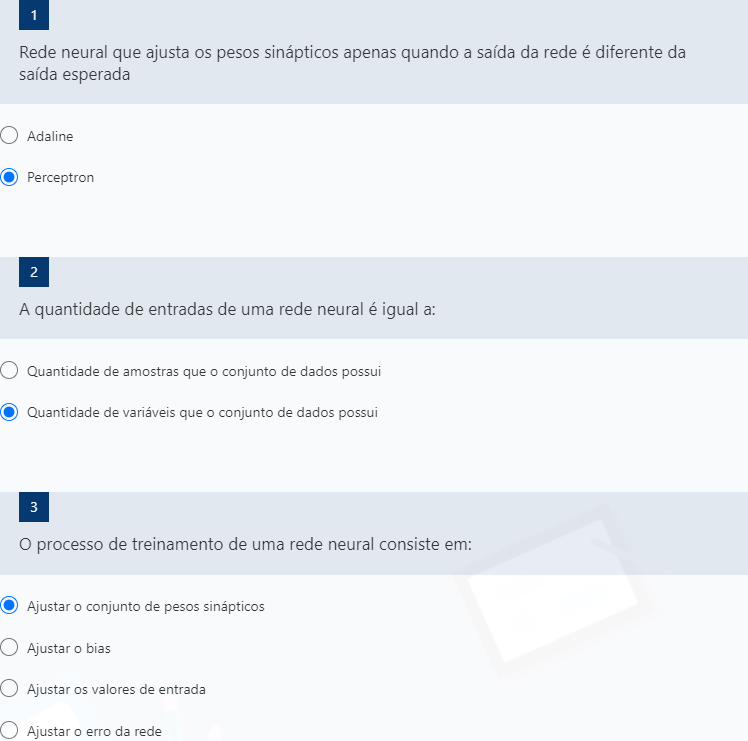 1
Rede neural que ajusta os pesos sinápticos apenas quando a saída da rede é diferente da
saída esperada
Adaline
Perceptron
2
A quantidade de entradas de uma rede neural é igual a:
Quantidade de amostras que o conjunto de dados possui
Quantidade de variáveis que o conjunto de dados possui
3
O processo de treinamento de uma rede neural consiste em:
Ajustar o conjunto de pesos sinápticos
Ajustar o bias
Ajustar os valores de entrada
Ajustar o erro da rede